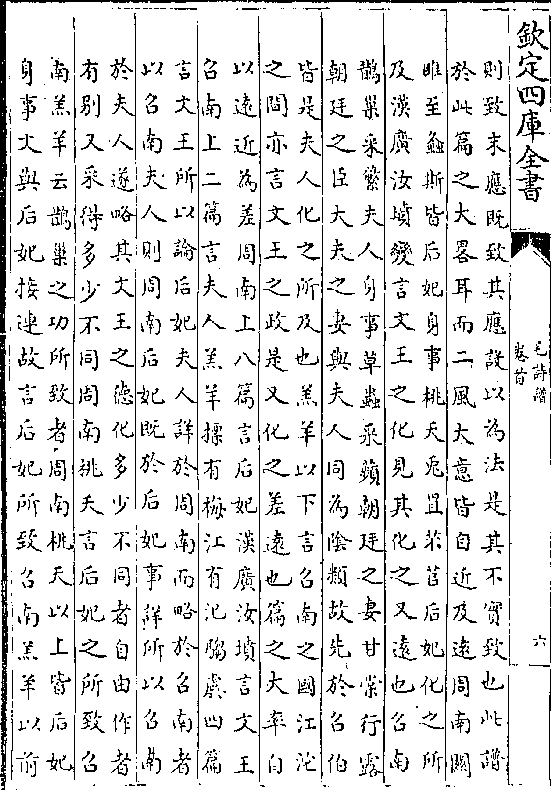 欽定四庫全書
毛詩譜
卷首
六
則致末應既致其應設以為法是其不實致也此譜
於此篇之大畧耳而二風大意皆自近及遠周南關
雎至螽斯皆后妃身事桃夭兎罝芣苢后妃化之所
及漢廣汝墳變言文王之化見其化之又遠也召南
鵲巢采蘩夫人身事草蟲采蘋朝廷之妻甘棠行露
朝廷之臣大夫之妻與夫人同為陰類故先於召伯
皆是夫人化之所及也羔羊以下言召南之國江沱
之間亦言文王之政是又化之差遠也篇之大率自
以遠近為差周南上八篇言后妃漢廣汝墳言文王
召南上二篇言夫人羔羊摽有梅江有汜騶虞四篇
言文王所以論后妃夫人詳於周南而略於召南者
以召南夫人則周南后妃既於后妃事詳所以召南
於夫人遂略其文王之德化多少不同者自由作者
有别又采得多少不同周南桃夭言后妃之所致召
南羔羊云鵲巢之功所致者周南桃夭以上皆后妃
身事文與后妃接連故言后妃所致召南羔羊以前